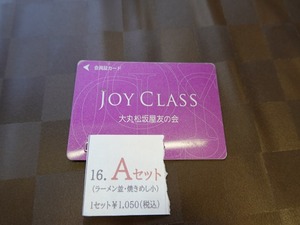 会員証カード
JOY CLASS
大丸松坂屋友の会
16. Aセット
(ラーメン並・焼きめし小)
1セット¥1,050(税込)